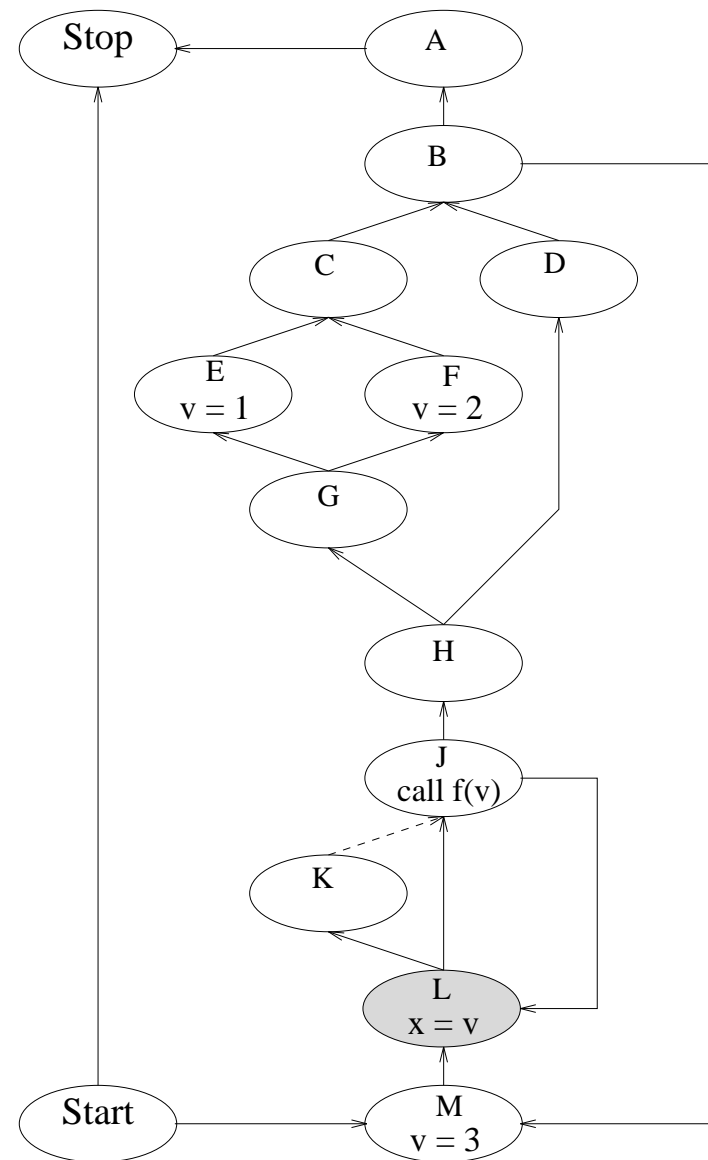 Stop
A
B
C
D
E
v = 1
F
v = 2
G
H
J
call f(v)
K
L
x = v
Start
M
v = 3